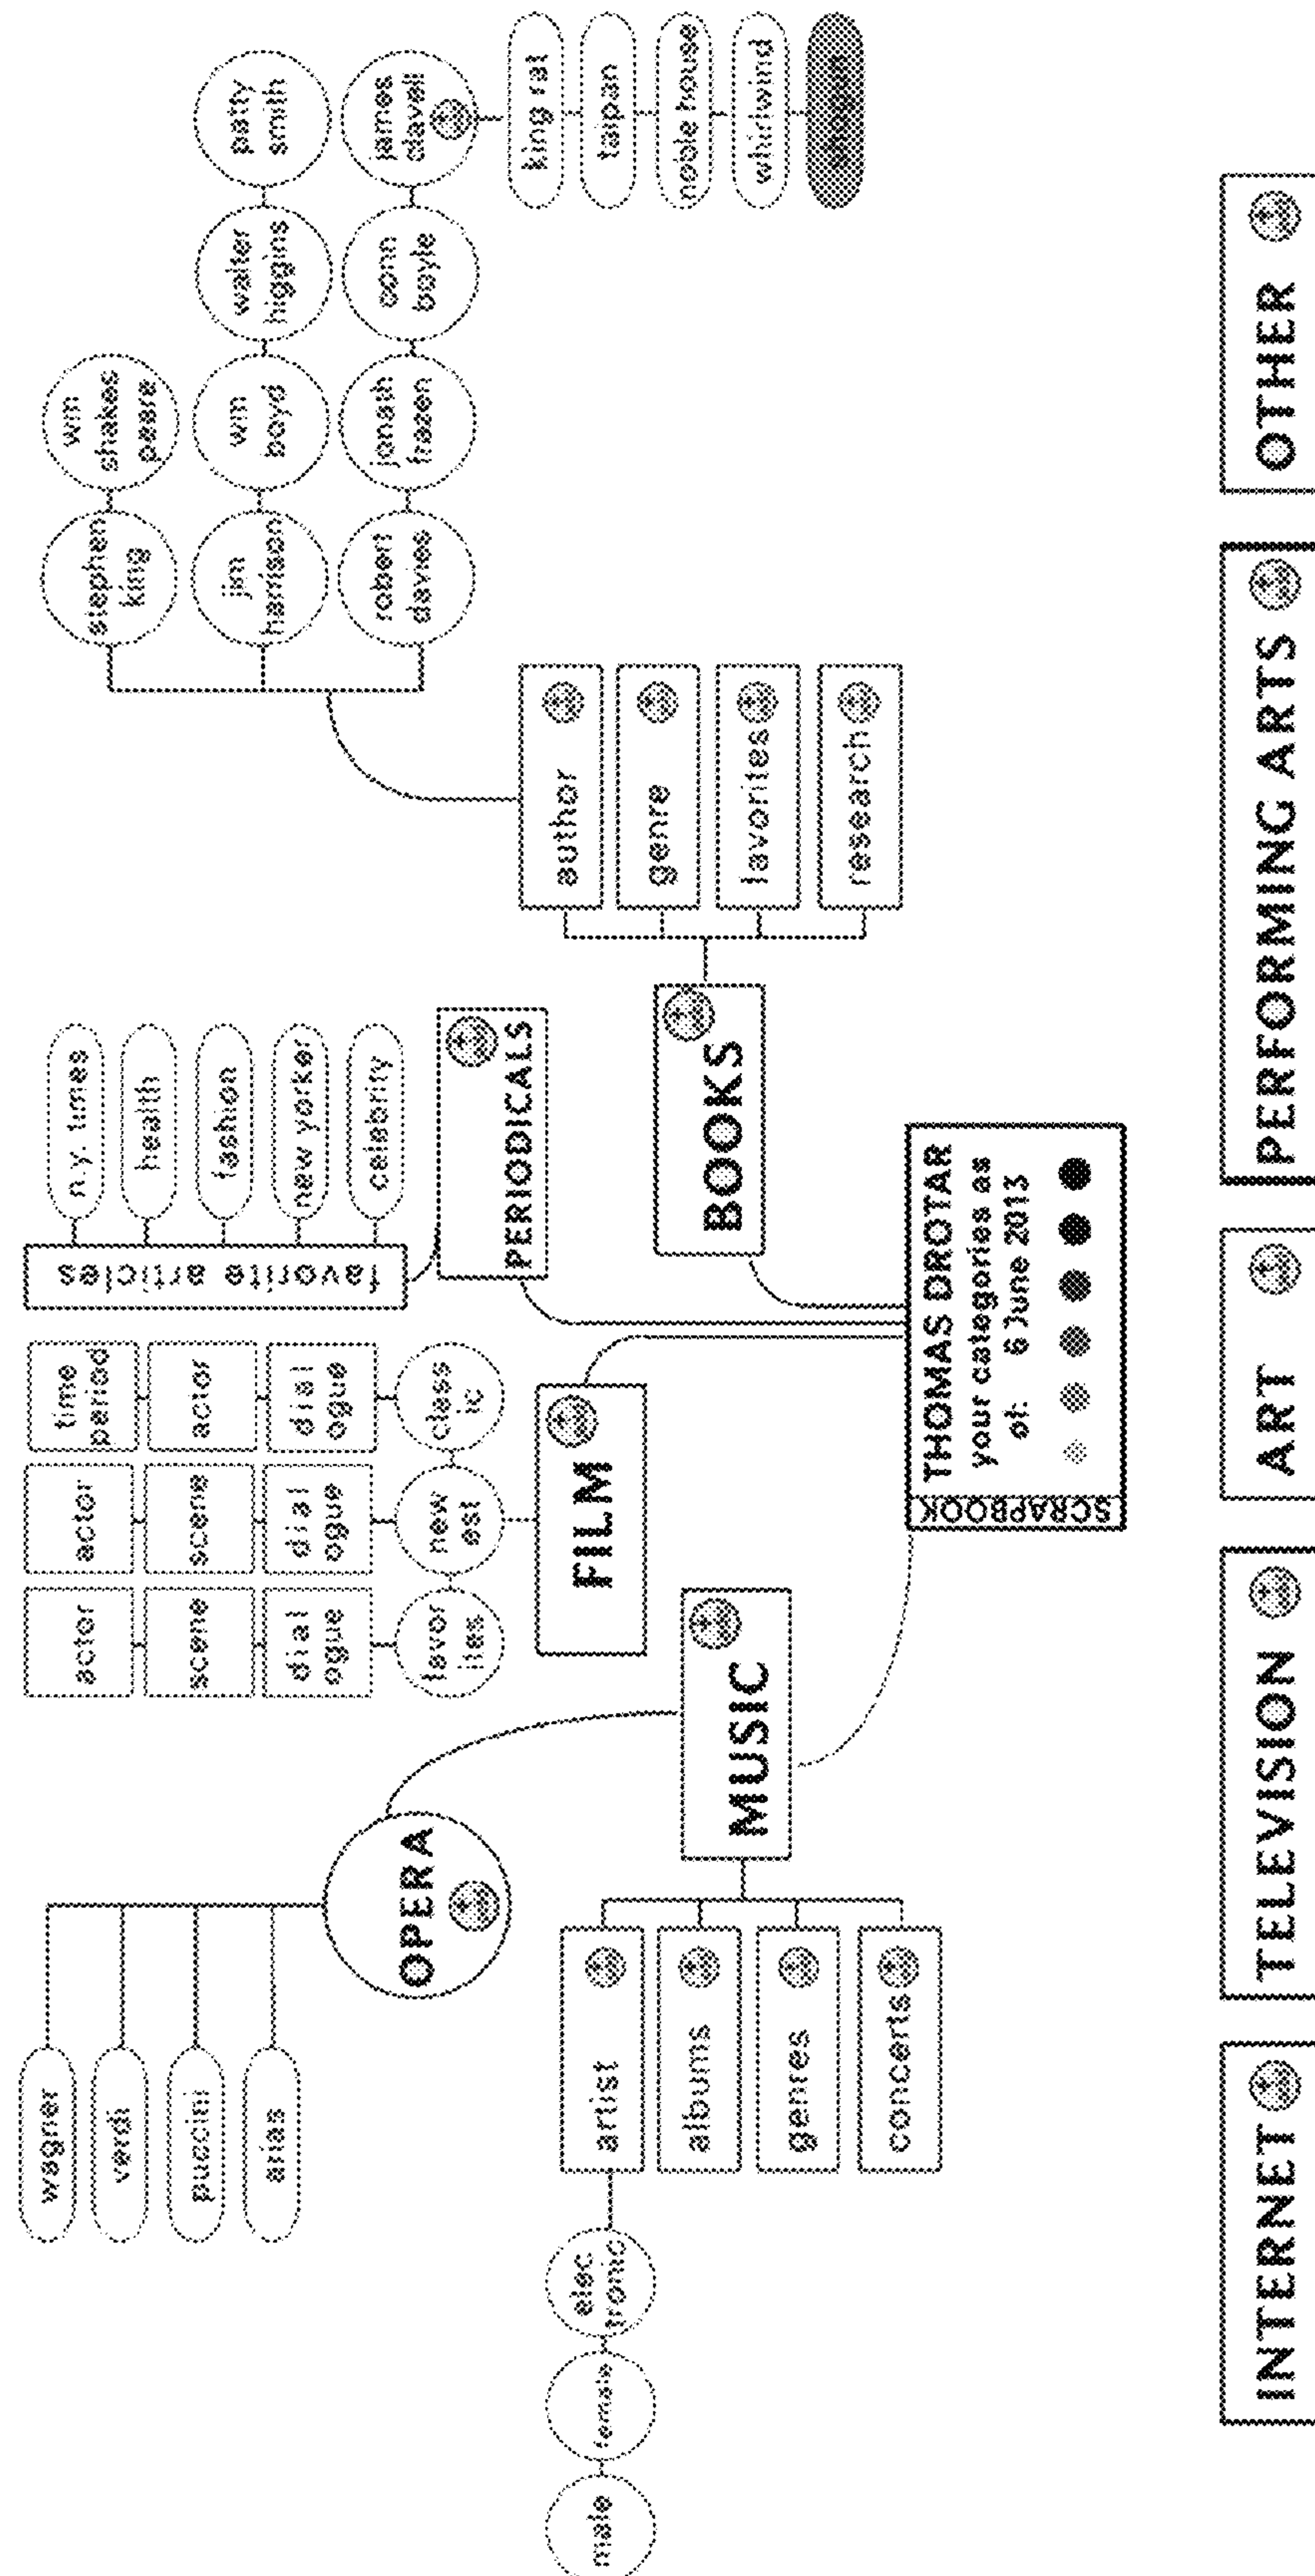 wagner
verdi
puccini
arias
OPERA
actor
scene
dial
ogue
favor
ites
actor
scene
dial
ogue
new
est
time
period
actor
dial
ogue
class
ic
FILM
favorite articles
n.y. times
health
fashion
new yorker
celebrity
PERIODICALS
stephen
king
wm
shakes
peare
jim
harrison
wm
boyd
walter
higgins
patty
smith
robert
davies
jonath
frazen
conn
boyle
james
clavell
king rat
taipan
noble house
whirlwind
author
genre
favorites
research
BOOKS
male
female
elec
tronic
artist
albums
genres
concerts
MUSIC
SCRAPBOOK
THOMAS DROTAR
your categories as
of: 6 June 2013
INTERNET
TELEVISION
ART
PERFORMING ARTS
OTHER